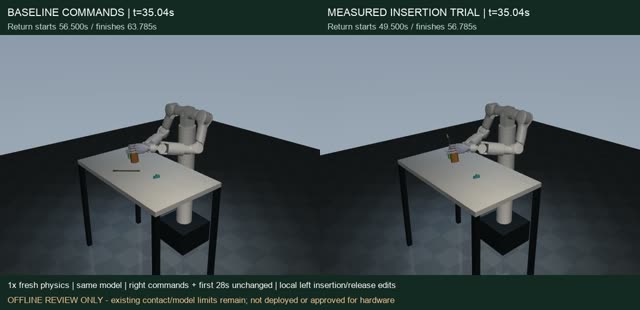 BASELINE COMMANDS | t=35.04s
Return starts 56.500s / finishes 63.785s
MEASURED INSERTION TRIAL | t=35.04s
Return starts 49.500s / finishes 56.785s
1x fresh physics | same model | right commands + first 28s unchanged | local left insertion/release edits
OFFLINE REVIEW ONLY - existing contact/model limits remain; not deployed or approved for hardware